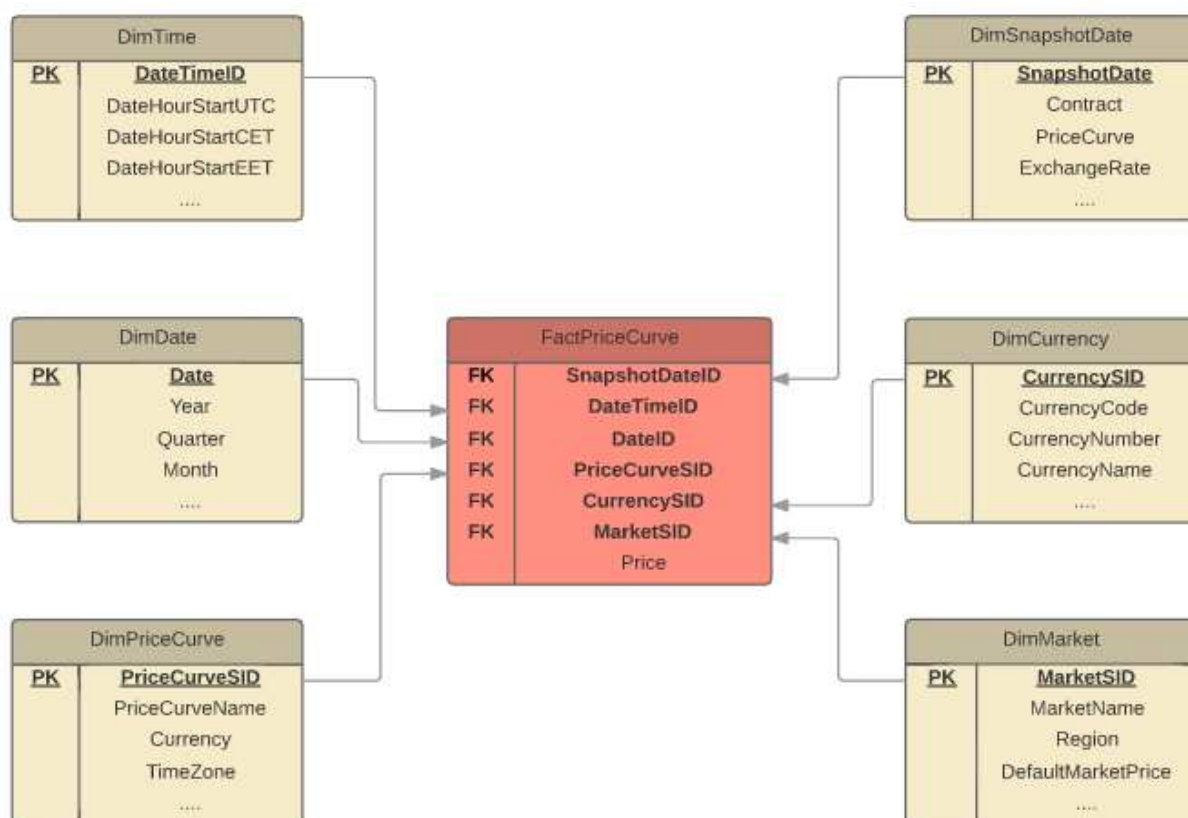 DimTime
PK DateTimeID
DateHourStartUTC
DateHourStartCET
DateHourStartEET
....
DimSnapshotDate
PK SnapshotDate
Contract
PriceCurve
ExchangeRate
....
DimDate
PK Date
Year
Quarter
Month
....
FactPriceCurve
FK SnapshotDateID
FK DateTimeID
FK DateID
FK PriceCurveSID
FK CurrencySID
FK MarketSID
Price
DimCurrency
PK CurrencySID
CurrencyCode
CurrencyNumber
CurrencyName
....
DimPriceCurve
PK PriceCurveSID
PriceCurveName
Currency
TimeZone
....
DimMarket
PK MarketSID
MarketName
Region
DefaultMarketPrice
....